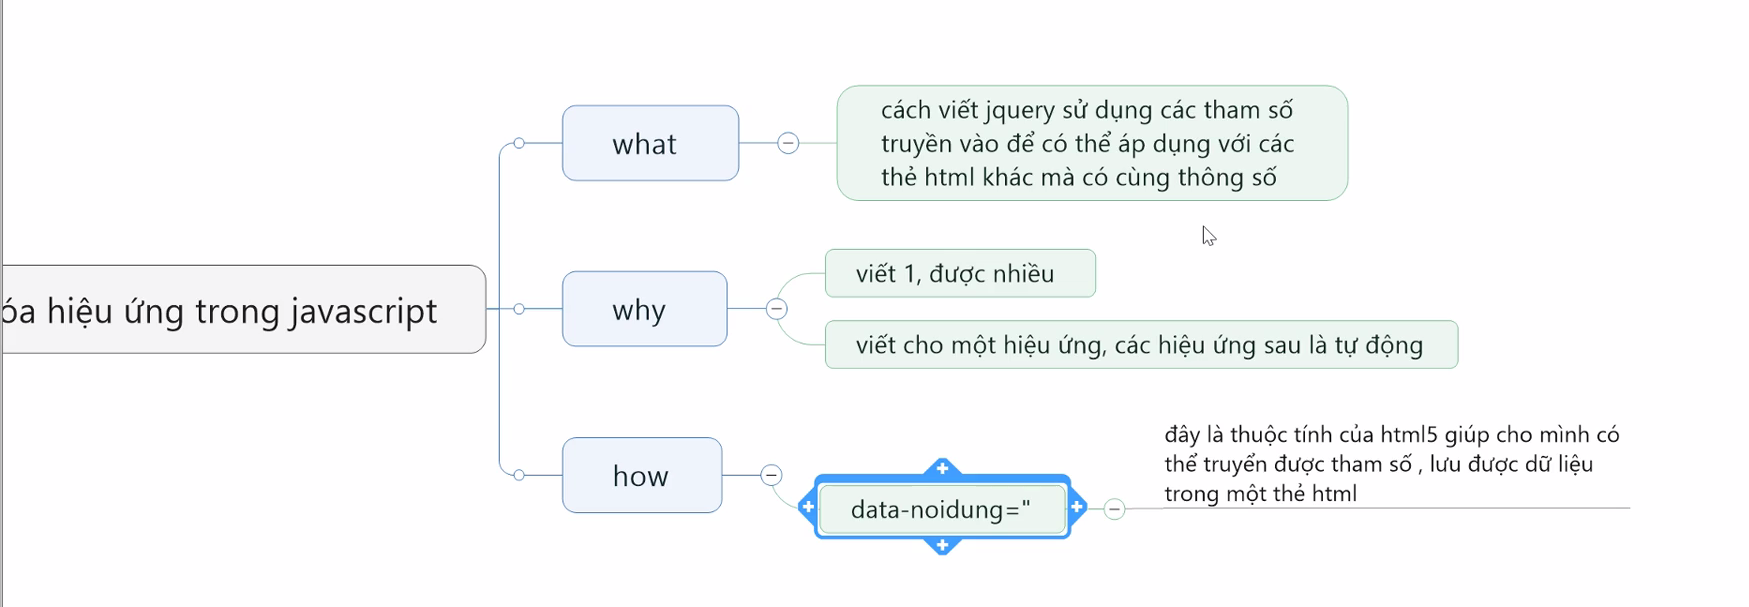 óa hiệu ứng trong javascript
what
cách viết jquery sử dụng các tham số
truyền vào để có thể áp dụng với các
thẻ html khác mà có cùng thông số
why
viết 1, được nhiều
viết cho một hiệu ứng, các hiệu ứng sau là tự động
how
data-noidung="
đây là thuộc tính của html5 giúp cho mình có
thể truyển được tham số , lưu được dữ liệu
trong một thẻ html